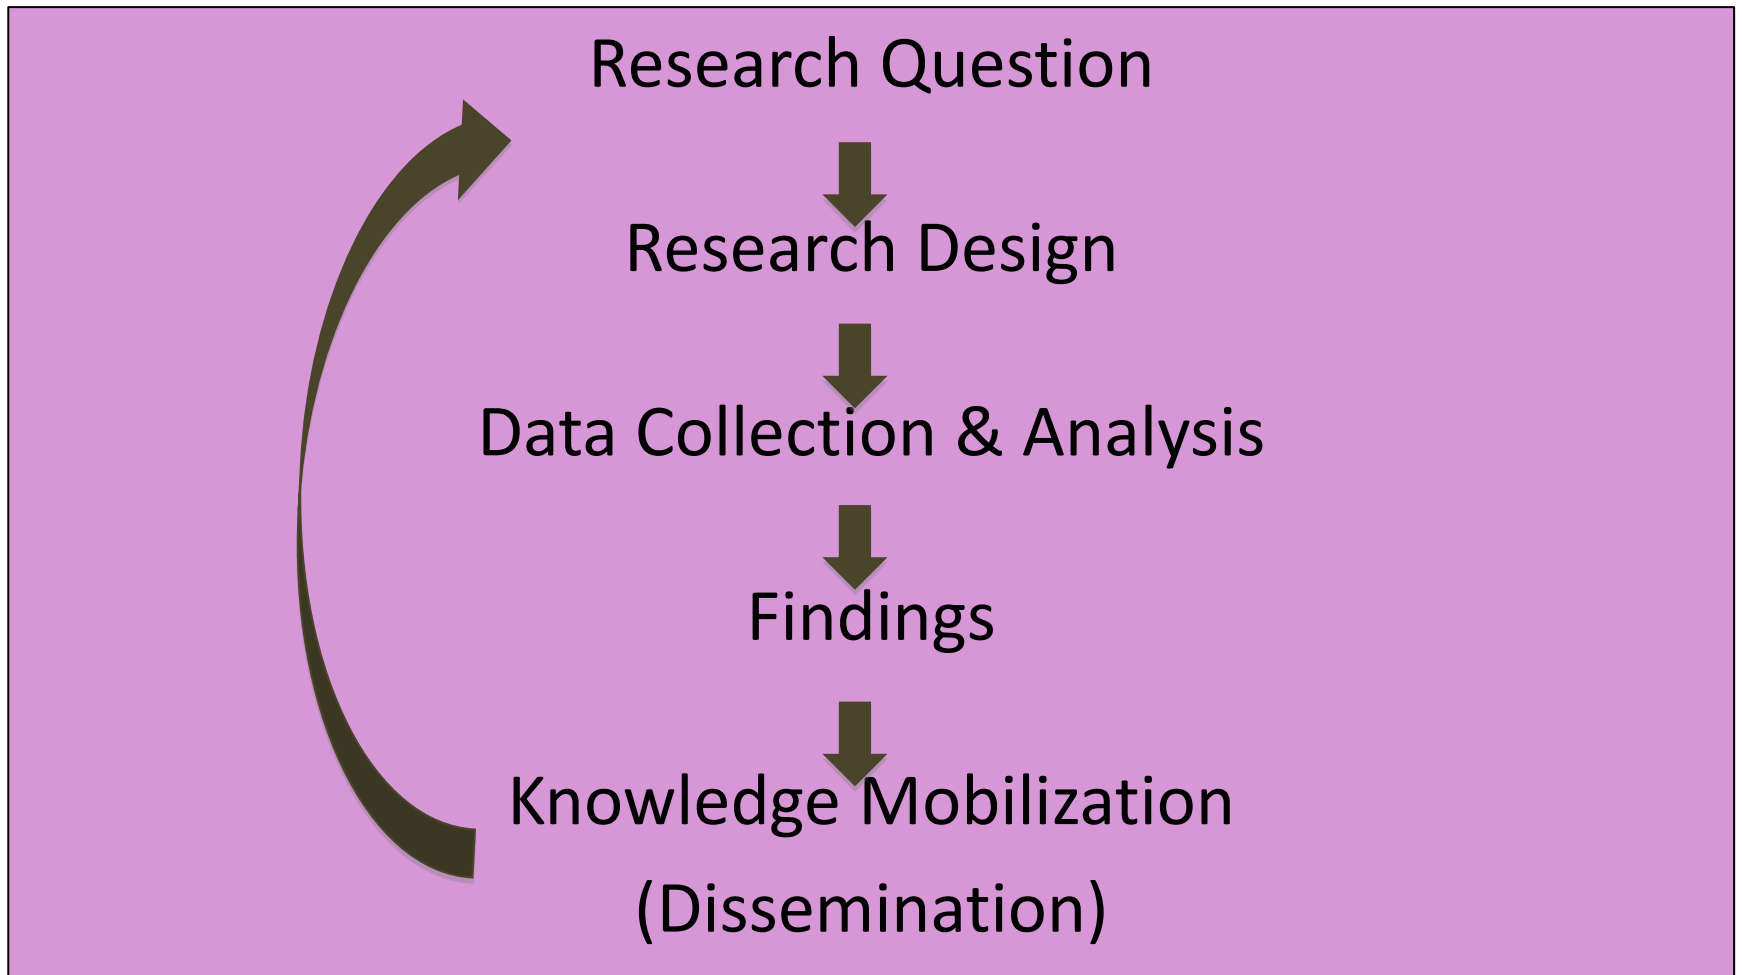 Research Question
Research Design
Data Collection & Analysis
Findings
Knowledge Mobilization
(Dissemination)